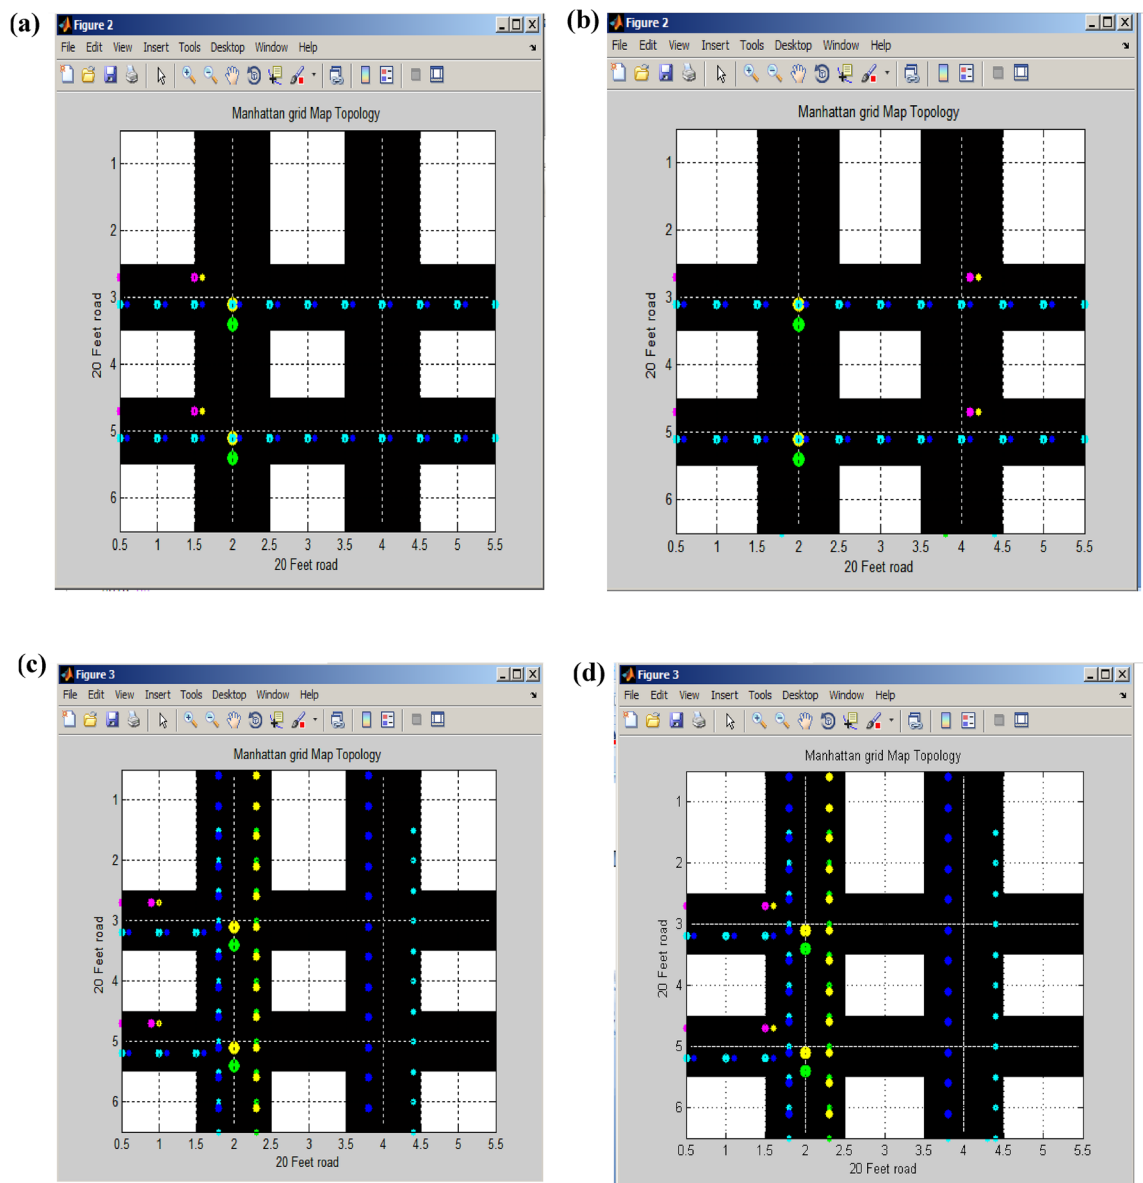 (a)
Figure 2
File Edit View Insert Tools Desktop Window Help
Manhattan grid Map Topology
1
2
3
4
5
6
20 Feet road
0.5 1 1.5 2 2.5 3 3.5 4 4.5 5 5.5
20 Feet road
(b)
Figure 2
File Edit View Insert Tools Desktop Window Help
Manhattan grid Map Topology
1
2
3
4
5
6
20 Feet road
0.5 1 1.5 2 2.5 3 3.5 4 4.5 5 5.5
20 Feet road
(c)
Figure 3
File Edit View Insert Tools Desktop Window Help
Manhattan grid Map Topology
1
2
3
4
5
6
20 Feet road
0.5 1 1.5 2 2.5 3 3.5 4 4.5 5 5.5
20 Feet road
(d)
Figure 3
File Edit View Insert Tools Desktop Window Help
Manhattan grid Map Topology
1
2
3
4
5
6
20 Feet road
0.5 1 1.5 2 2.5 3 3.5 4 4.5 5 5.5
20 Feet road